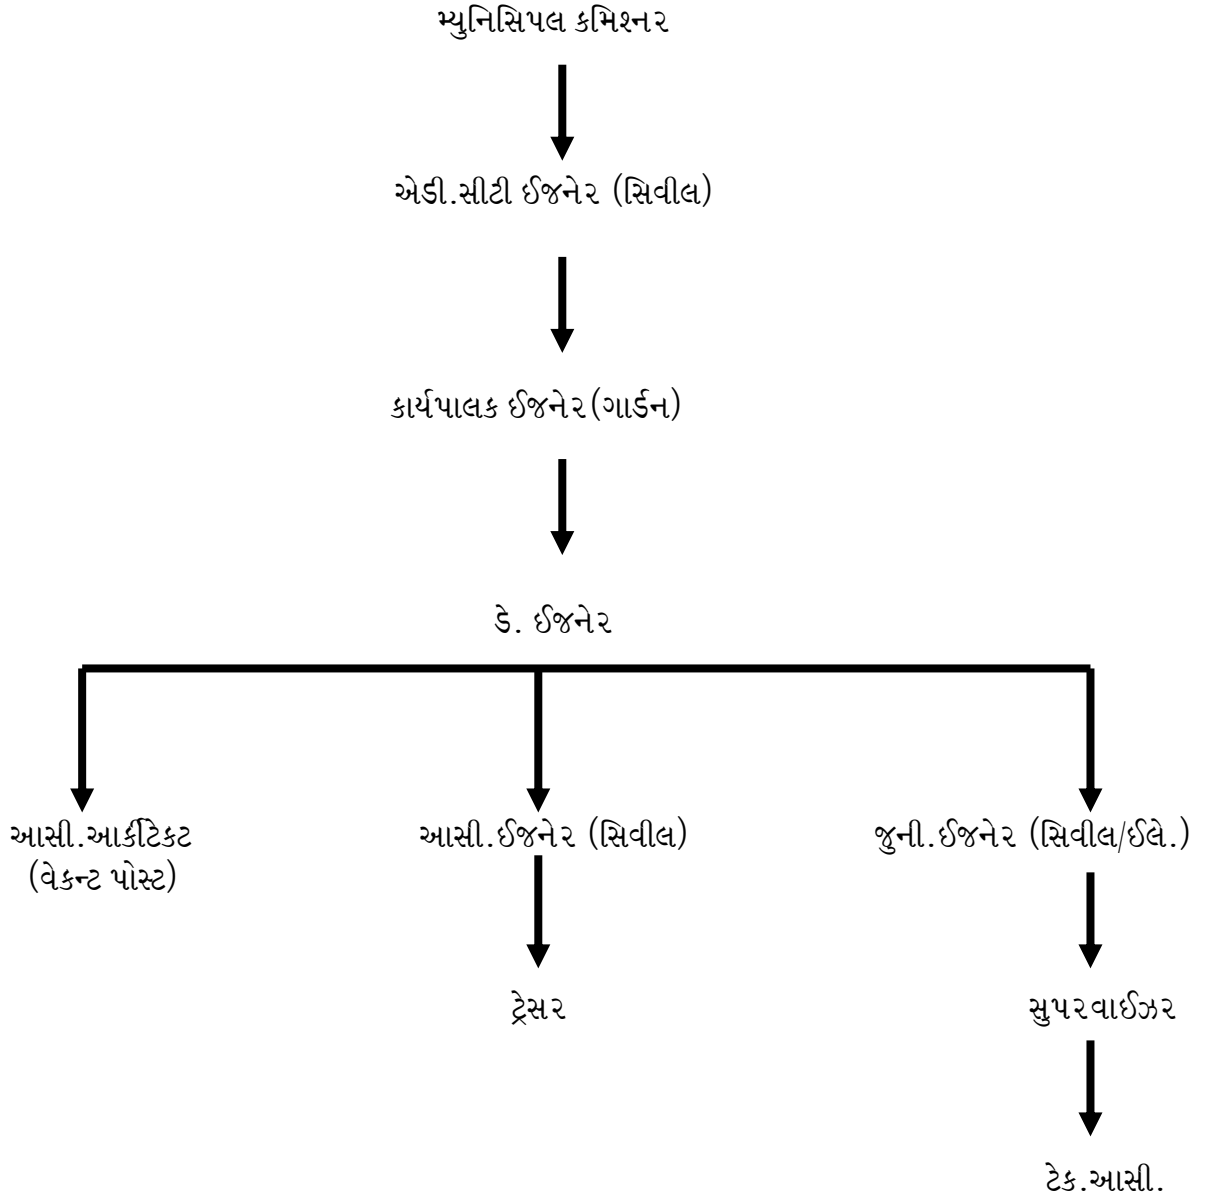 મ્યુનિસિપલ કમિશ્નર
એડી.સીટી ઈજનેર (સિવીલ)
કાર્યપાલક ઈજનેર(ગાર્ડન)
ડે. ઈજનેર
આસી.આર્કીટેકટ
(વેકન્ટ પોસ્ટ)
આસી.ઈજનેર (સિવીલ)
જુની.ઈજનેર (સિવીલ/ઈલે.)
ટ્રેસર
સુપરવાઈઝર
ટેક.આસી.